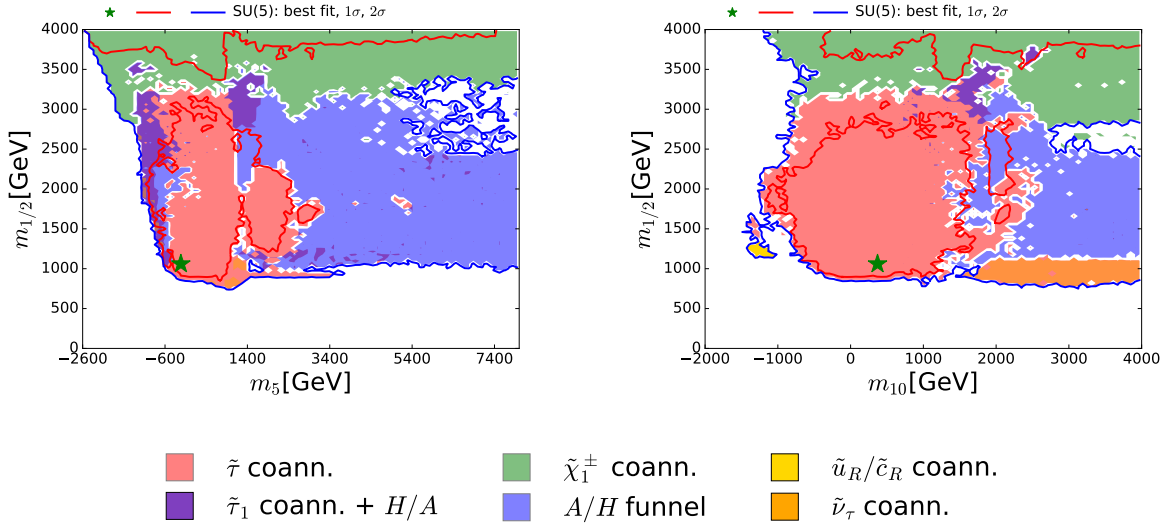 SU(5): best fit, 1σ, 2σ
4000
3500
3000
2500
2000
1500
1000
500
0
m₁/₂[GeV]
−2600 −600 1400 3400 5400 7400
m₅[GeV]
SU(5): best fit, 1σ, 2σ
4000
3500
3000
2500
2000
1500
1000
500
0
m₁/₂[GeV]
−2000 −1000 0 1000 2000 3000 4000
m₁₀[GeV]
τ̃ coann. χ̃₁± coann. ũ_R/c̃_R coann.
τ̃₁ coann. + H/A A/H funnel ν̃_τ coann.